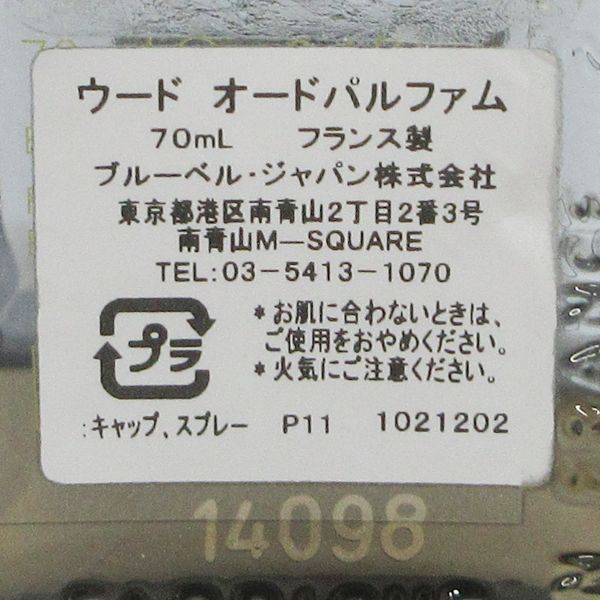 ウード オードパルファム
70mL フランス製
ブルーベル・ジャパン株式会社
東京都港区南青山2丁目2番3号
南青山M—SQUARE
TEL:03-5413-1070
*お肌に合わないときは、
ご使用をおやめください。
*火気にご注意ください。
プラ
:キャップ、スプレー P11 1021202
14098